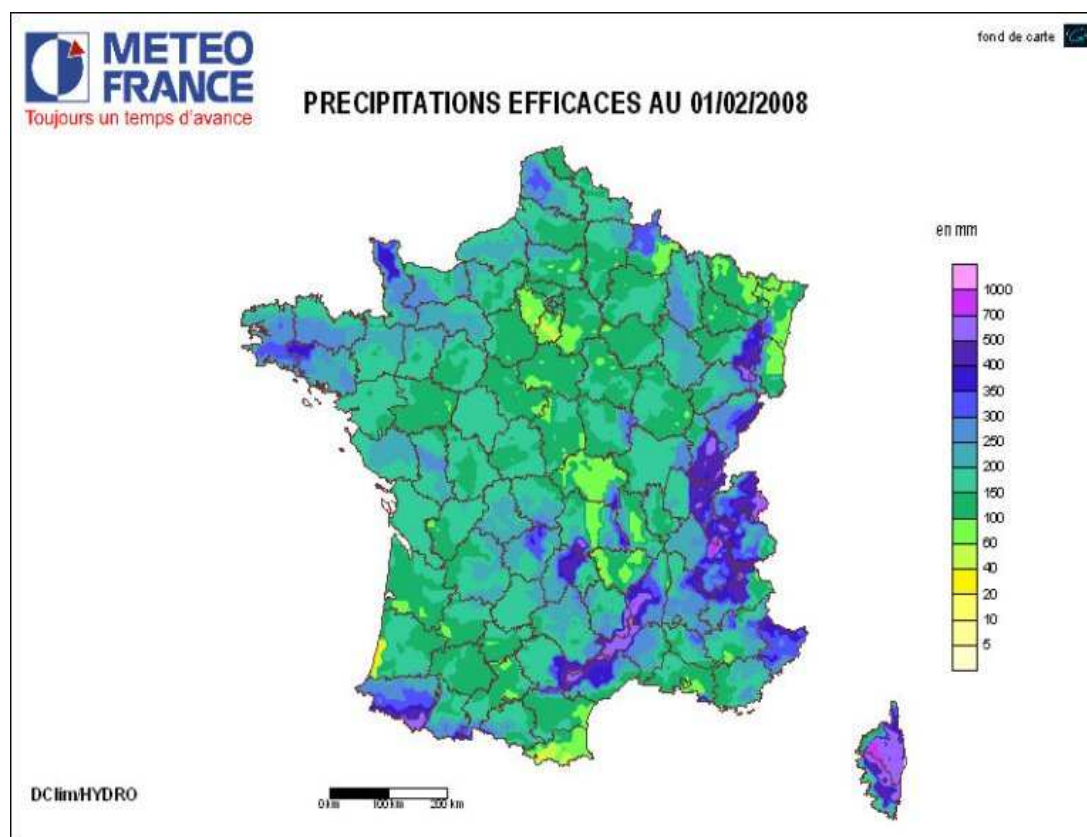 METEO
FRANCE
Toujours un temps d'avance
fond de carte
PRECIPITATIONS EFFICACES AU 01/02/2008
en mm
1000
700
500
400
350
300
250
200
150
100
60
40
20
10
5
DClim/HYDRO
0 km 100 km 200 km